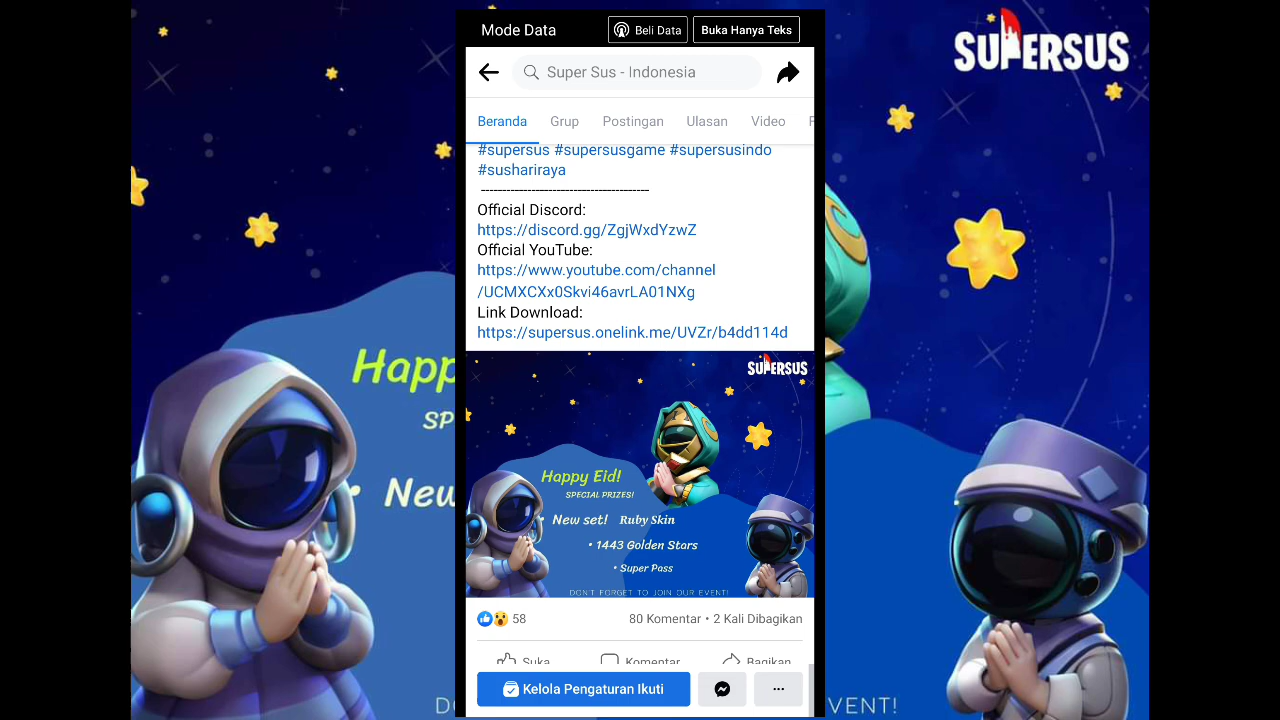 Mode Data
Beli Data
Buka Hanya Teks
SUPERSUS
Super Sus - Indonesia
Beranda Grup Postingan Ulasan Video
#supersus #supersusgame #supersusindo
#sushariraya
----------------------------------------
Official Discord:
https://discord.gg/ZgjWxdYzwZ
Official YouTube:
https://www.youtube.com/channel
/UCMXCXx0Skvi46avrLA01NXg
Link Download:
https://supersus.onelink.me/UVZr/b4dd114d
SUPERSUS
Happ
SP
• New
Happy Eid!
SPECIAL PRIZES!
• New set! Ruby Skin
• 1443 Golden Stars
• Super Pass
DON'T FORGET TO JOIN OUR EVENT!
58
80 Komentar • 2 Kali Dibagikan
Suka Komentar Bagikan
Kelola Pengaturan Ikuti
DO
VENT!